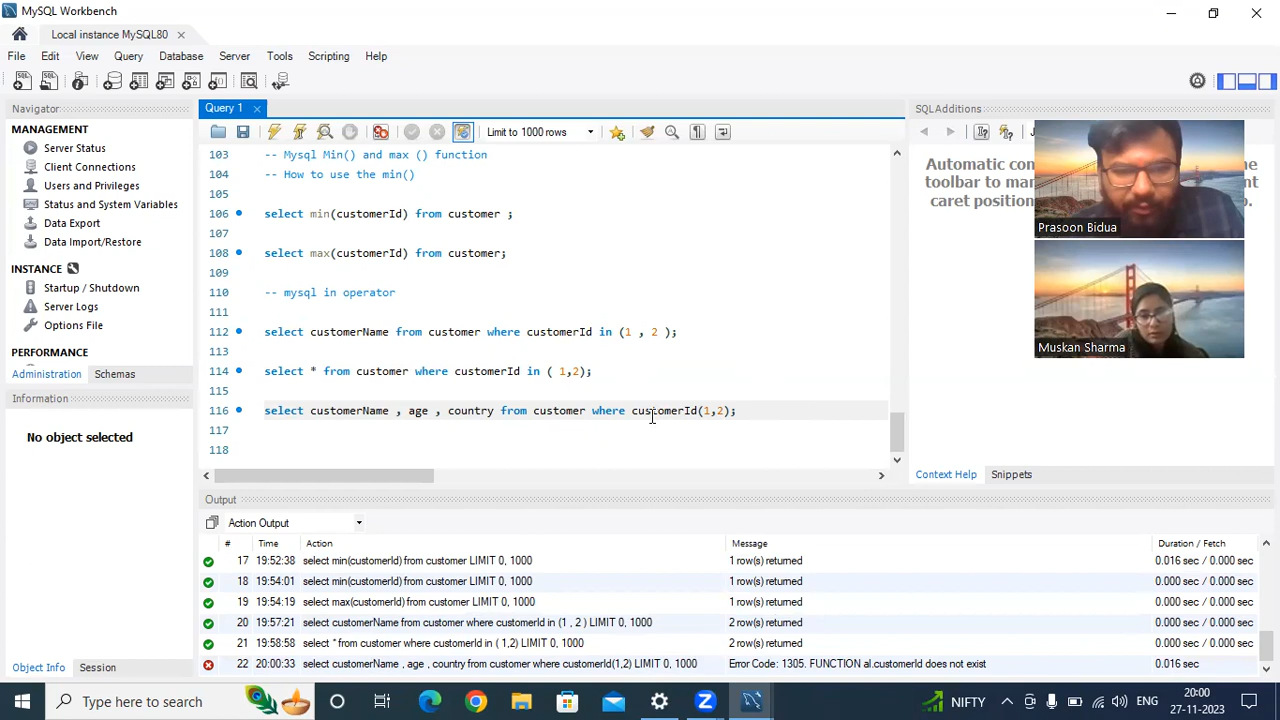 MySQL Workbench
Local instance MySQL80
File Edit View Query Database Server Tools Scripting Help
Navigator
MANAGEMENT
Server Status
Client Connections
Users and Privileges
Status and System Variables
Data Export
Data Import/Restore
INSTANCE
Startup / Shutdown
Server Logs
Options File
PERFORMANCE
Administration Schemas
Information
No object selected
Object Info Session
Query 1
Limit to 1000 rows
103 -- Mysql Min() and max () function
104 -- How to use the min()
105
106 select min(customerId) from customer ;
107
108 select max(customerId) from customer;
109
110 -- mysql in operator
111
112 select customerName from customer where customerId in (1 , 2 );
113
114 select * from customer where customerId in ( 1,2);
115
116 select customerName , age , country from customer where customerId(1,2);
117
118
SQLAdditions
Automatic
toolbar to
caret
Prasoon Bidua
Muskan Sharma
Context Help Snippets
Output
Action Output
# Time Action Message Duration / Fetch
17 19:52:38 select min(customerId) from customer LIMIT 0, 1000 1 row(s) returned 0.016 sec / 0.000 sec
18 19:54:01 select min(customerId) from customer LIMIT 0, 1000 1 row(s) returned 0.000 sec / 0.000 sec
19 19:54:19 select max(customerId) from customer LIMIT 0, 1000 1 row(s) returned 0.000 sec / 0.000 sec
20 19:57:21 select customerName from customer where customerId in (1 , 2 ) LIMIT 0, 1000 2 row(s) returned 0.000 sec / 0.000 sec
21 19:58:58 select * from customer where customerId in ( 1,2) LIMIT 0, 1000 2 row(s) returned 0.000 sec / 0.000 sec
22 20:00:33 select customerName , age , country from customer where customerId(1,2) LIMIT 0, 1000 Error Code: 1305. FUNCTION al.customerId does not exist 0.016 sec
Type here to search
NIFTY
ENG
20:00
27-11-2023